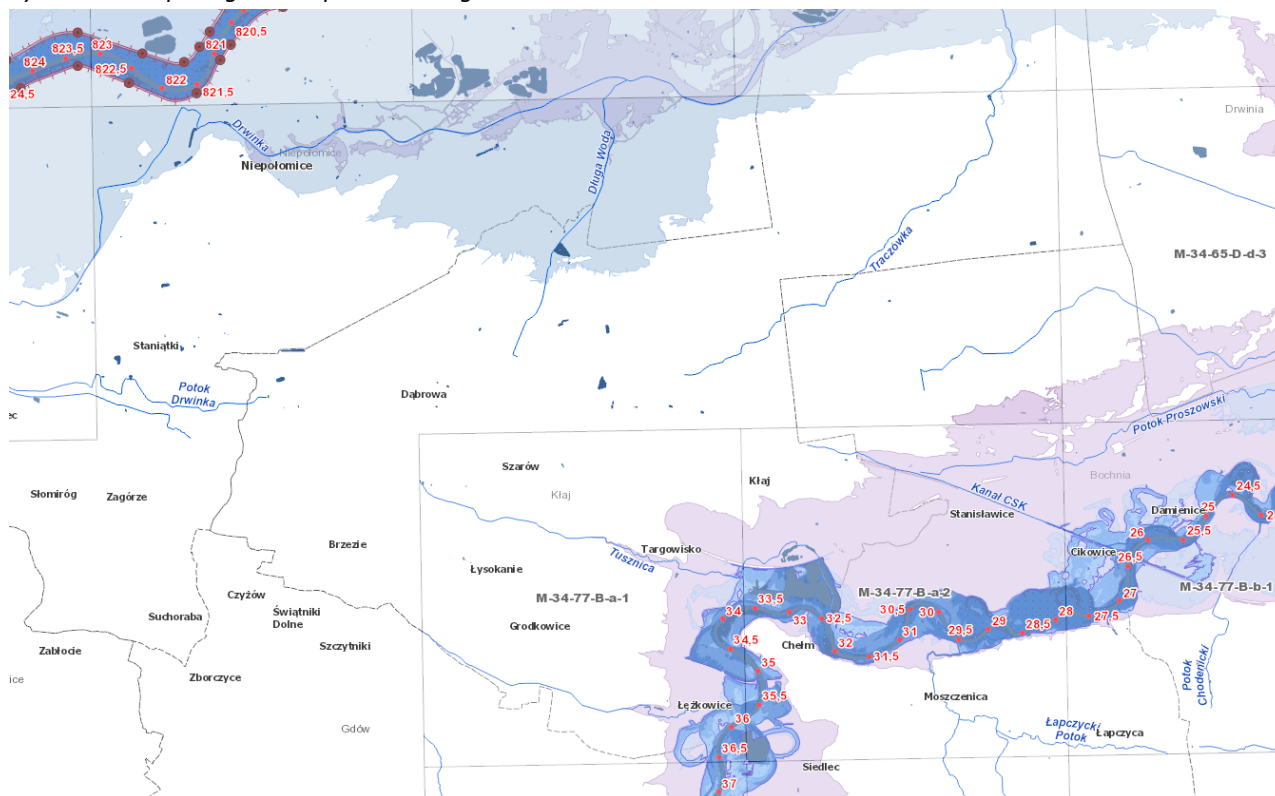 820,5
821
823
823,5
824
822,5
822
821,5
24,5
Drwinia
Drwinka
Niepołomice
Niepołomice
Długa Woda
Traczówka
M-34-65-D-d-3
Staniątki
Potok
Drwinka
Dąbrowa
ec
Potok Proszowski
Szarów
Kłaj
Kłaj
Bochnia
Słomiróg
Zagórze
Kanał CSK
Stanisławice
Damienice
24,5
25
2
25,5
26
Brzezie
Targowisko
Tusznica
Cikowice
26,5
Łysokanie
M-34-77-B-a-1
M-34-77-B-a-2
M-34-77-B-b-1
Czyżów
Świątniki
Dolne
Suchoraba
Grodkowice
34
33,5
33
32,5
30,5
30
29,5
29
28,5
28
27,5
27
Zabłocie
Szczytniki
34,5
Chełm
32
31,5
31
35
Zborczyce
ice
Łężkowice
35,5
Moszczenica
Potok
Chodenicki
Gdów
36
Łapczycki
Potok
Łapczyca
36,5
Siedlec
37